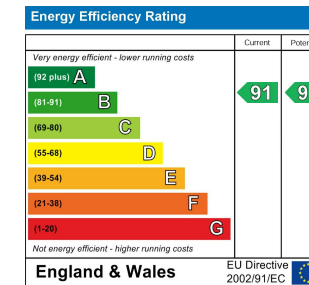 Energy Efficiency Rating
Current
Very energy efficient - lower running costs
(92 plus) A
(81-91) B
91
(69-80) C
(55-68) D
(39-54) E
(21-38) F
(1-20) G
Not energy efficient - higher running costs
England & Wales
EU Directive
2002/91/EC